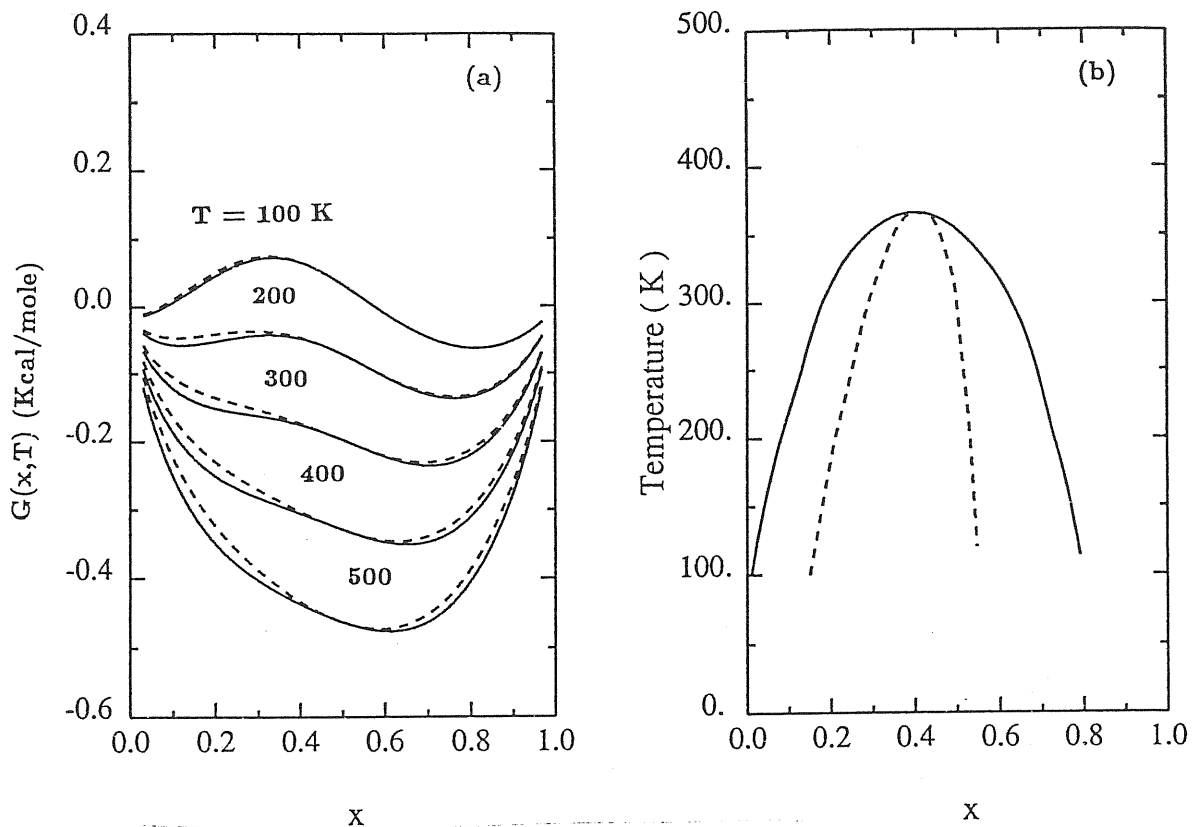 (a)
0.4
0.2
0.0
-0.2
-0.4
-0.6
G(x,T) (Kcal/mole)
T = 100 K
200
300
400
500
0.0 0.2 0.4 0.6 0.8 1.0
x
(b)
500.
400.
300.
200.
100.
0.
Temperature ( K )
0.0 0.2 0.4 0.6 0.8 1.0
x